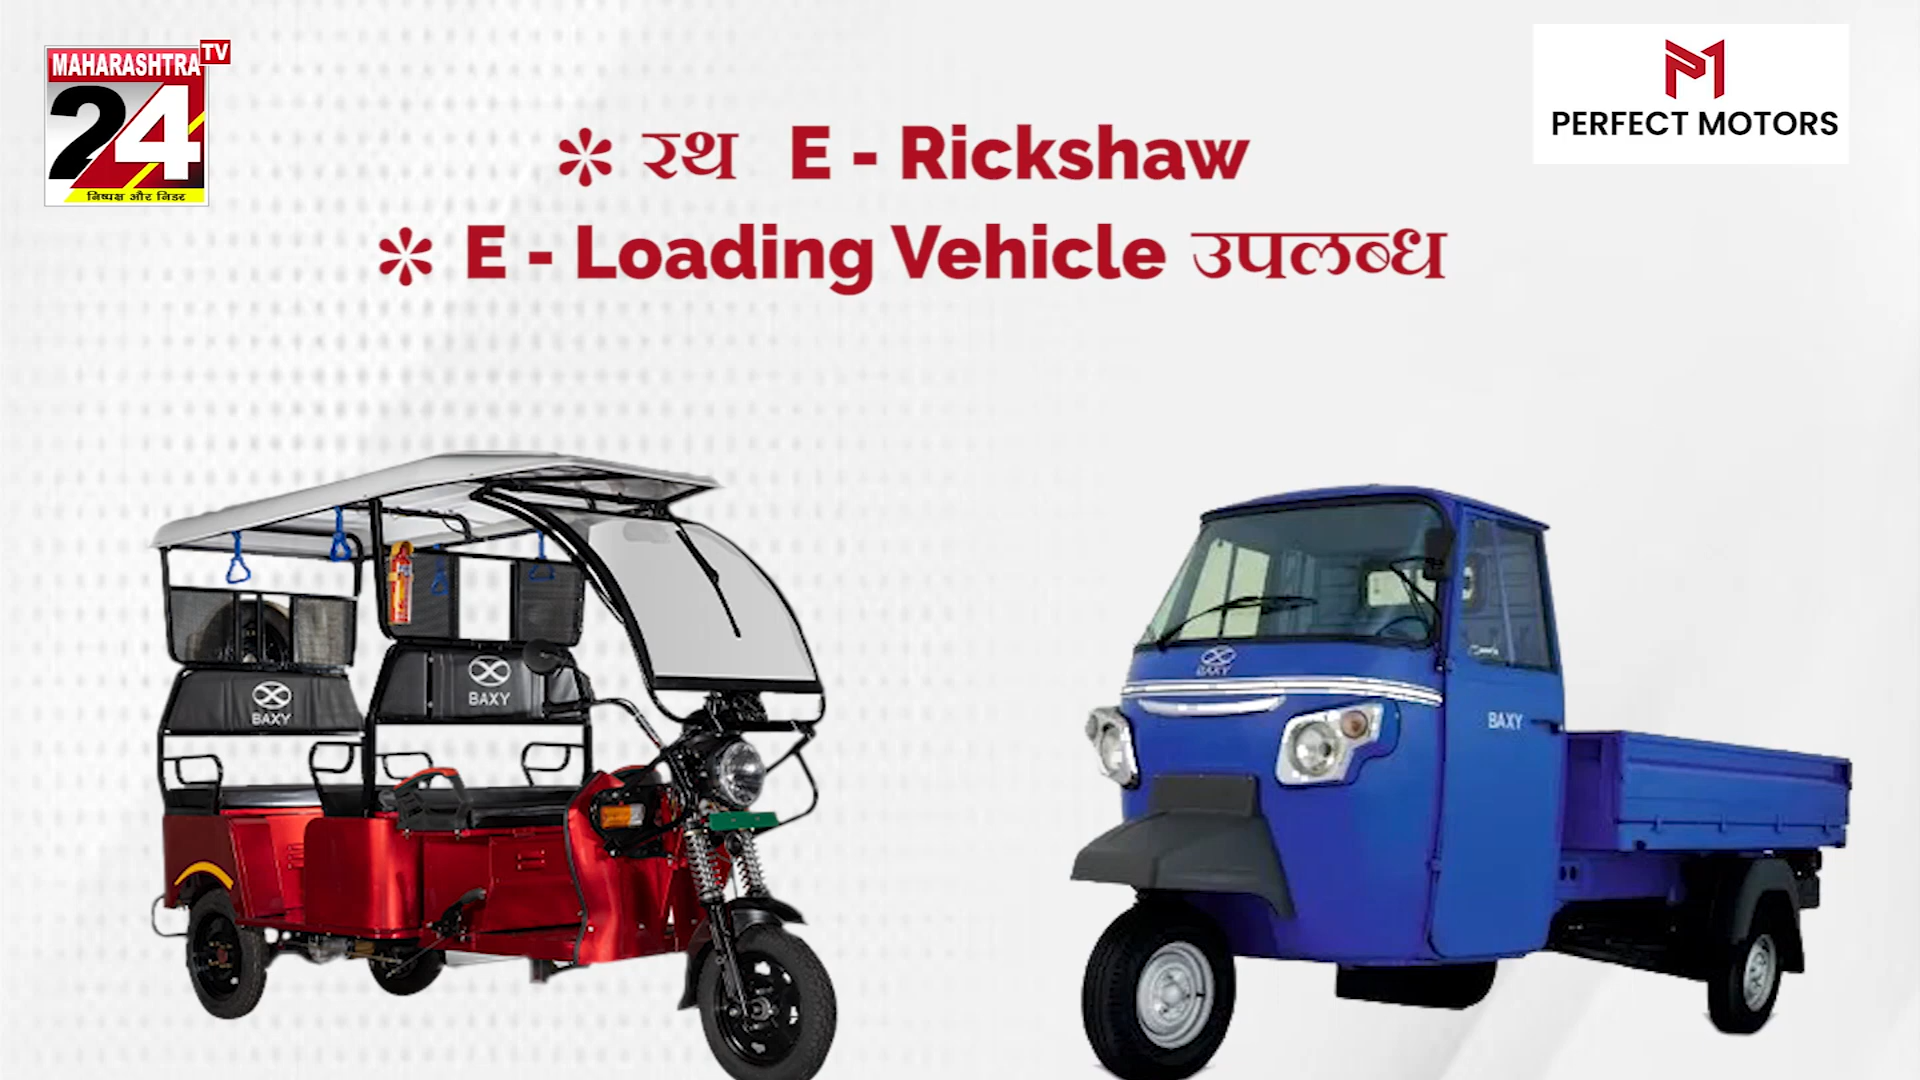 MAHARASHTRA TV
24
निष्पक्ष और निडर
PERFECT MOTORS
* रथ E - Rickshaw
* E - Loading Vehicle उपलब्ध
BAXY
BAXY
BAXY
BAXY